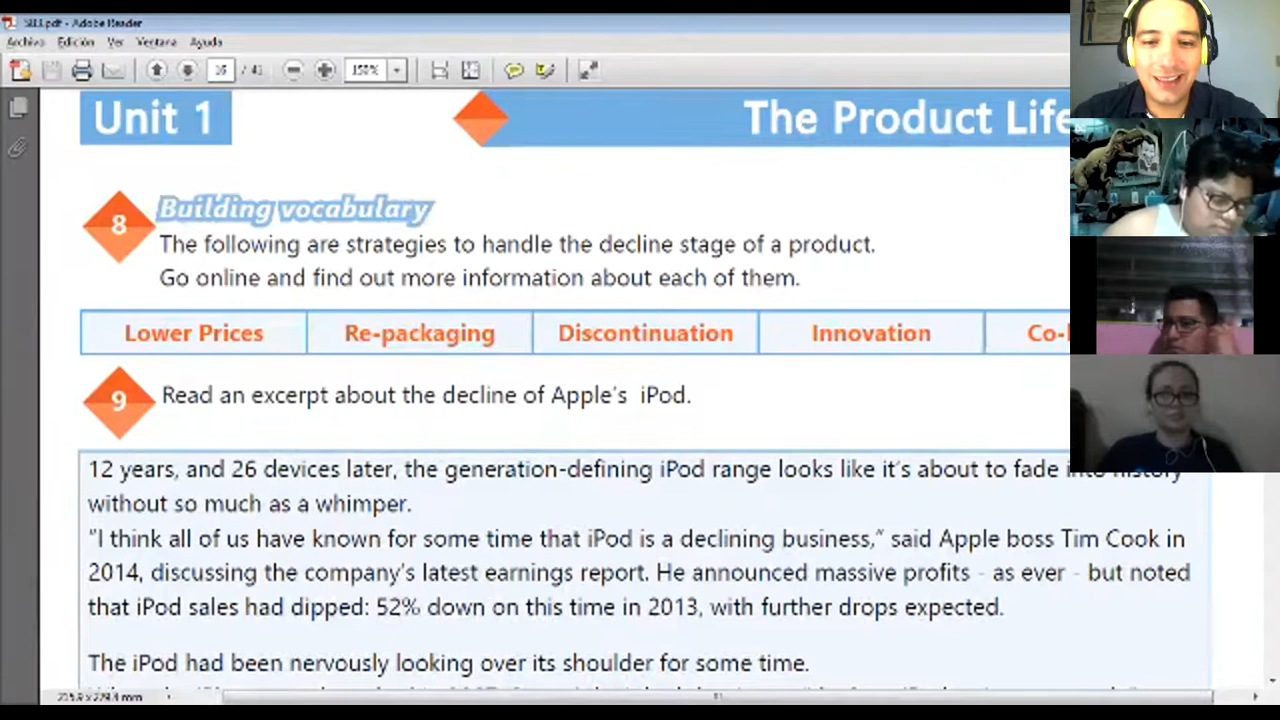 .pdf - Adobe Reader
Archivo Edición Ver Ventana Ayuda
16 / 41 150%
Unit 1
The Product Life
8
Building vocabulary
The following are strategies to handle the decline stage of a product.
Go online and find out more information about each of them.
Lower Prices Re-packaging Discontinuation Innovation
9
Read an excerpt about the decline of Apple's iPod.
12 years, and 26 devices later, the generation-defining iPod range looks like it's about to fade into history
without so much as a whimper.
"I think all of us have known for some time that iPod is a declining business," said Apple boss Tim Cook in
2014, discussing the company's latest earnings report. He announced massive profits - as ever - but noted
that iPod sales had dipped: 52% down on this time in 2013, with further drops expected.
The iPod had been nervously looking over its shoulder for some time.